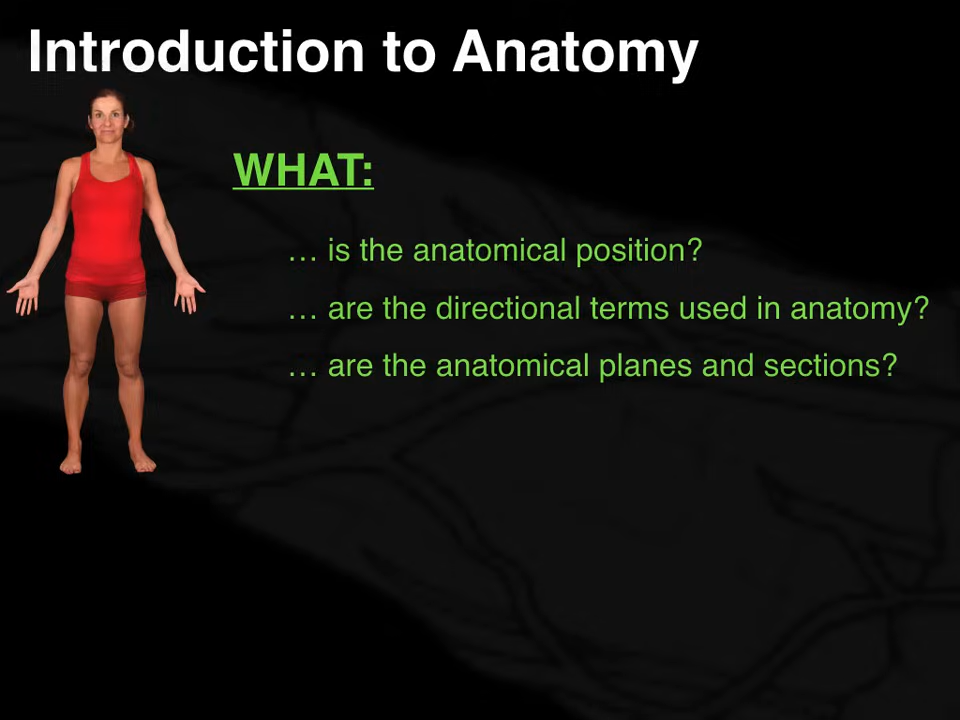 Introduction to Anatomy
WHAT:
… is the anatomical position?
… are the directional terms used in anatomy?
… are the anatomical planes and sections?